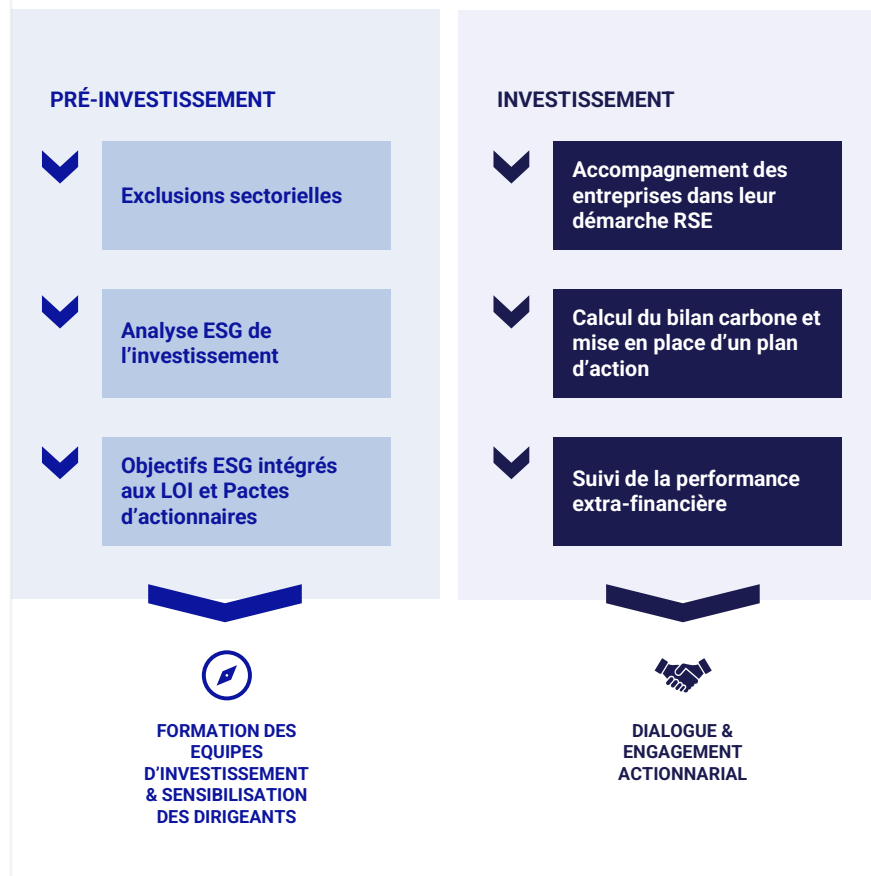 PRÉ-INVESTISSEMENT
Exclusions sectorielles
Analyse ESG de
l’investissement
Objectifs ESG intégrés
aux LOI et Pactes
d’actionnaires
FORMATION DES
EQUIPES
D’INVESTISSEMENT
& SENSIBILISATION
DES DIRIGEANTS
INVESTISSEMENT
Accompagnement des
entreprises dans leur
démarche RSE
Calcul du bilan carbone et
mise en place d’un plan
d’action
Suivi de la performance
extra-financière
DIALOGUE &
ENGAGEMENT
ACTIONNARIAL